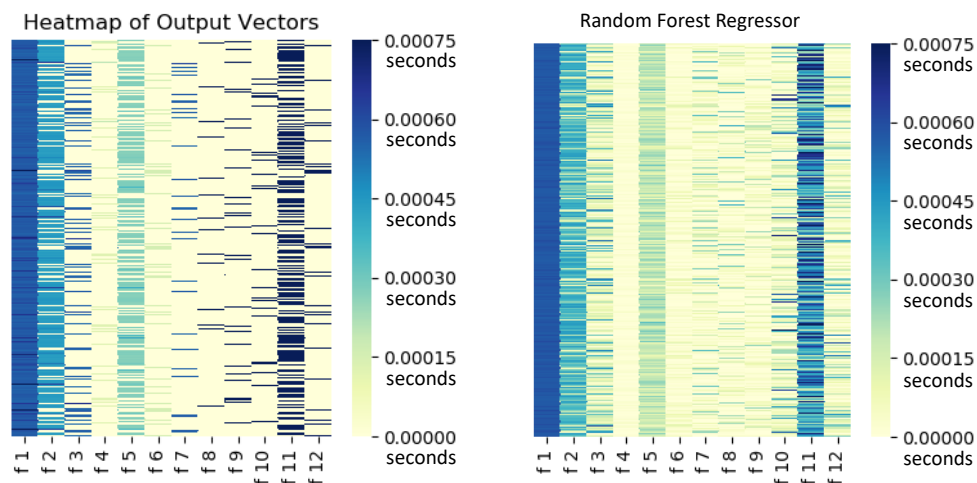 Heatmap of Output Vectors
0.00075
seconds
0.00060
seconds
0.00045
seconds
0.00030
seconds
0.00015
seconds
0.00000
seconds
f 1
f 2
f 3
f 4
f 5
f 6
f 7
f 8
f 9
f 10
f 11
f 12
Random Forest Regressor
0.00075
seconds
0.00060
seconds
0.00045
seconds
0.00030
seconds
0.00015
seconds
0.00000
seconds
f 1
f 2
f 3
f 4
f 5
f 6
f 7
f 8
f 9
f 10
f 11
f 12